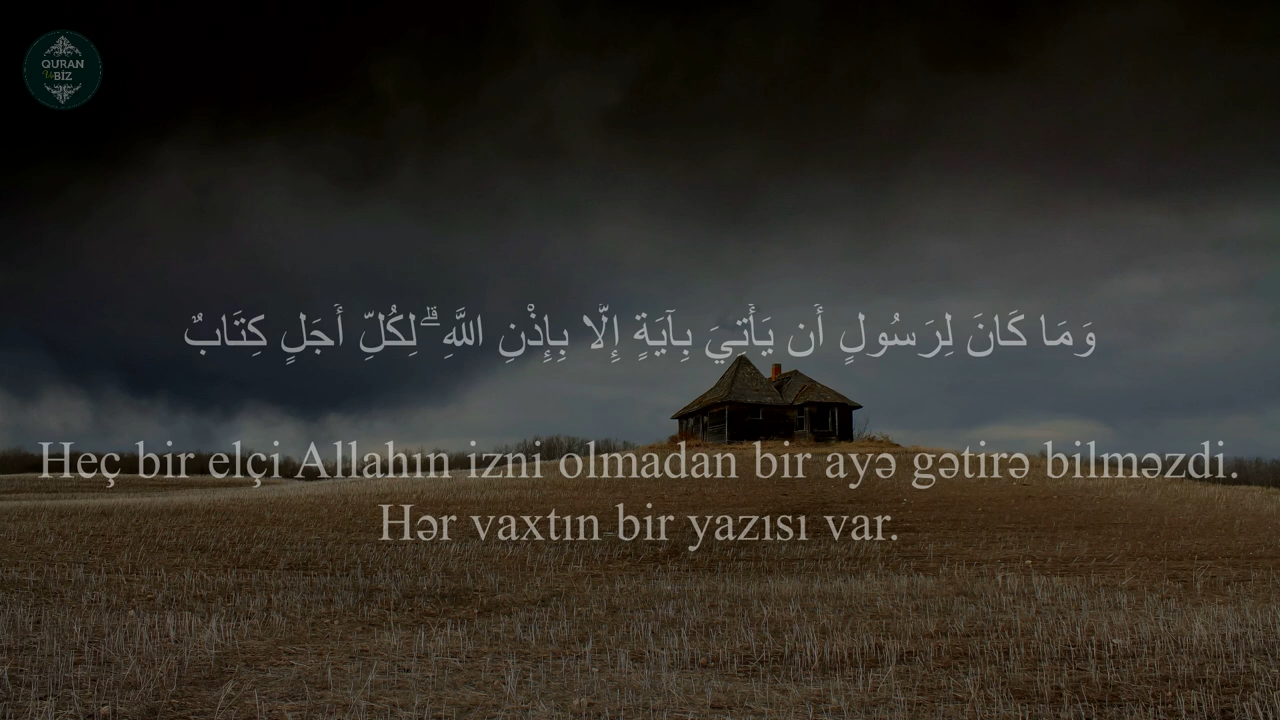 QURAN
Və
BİZ
وَمَا كَانَ لِرَسُولٍ أَن يَأْتِيَ بِآيَةٍ إِلَّا بِإِذْنِ اللَّهِ ۗ لِكُلِّ أَجَلٍ كِتَابٌ
Heç bir elçi Allahın izni olmadan bir ayə gətirə bilməzdi.
Hər vaxtın bir yazısı var.